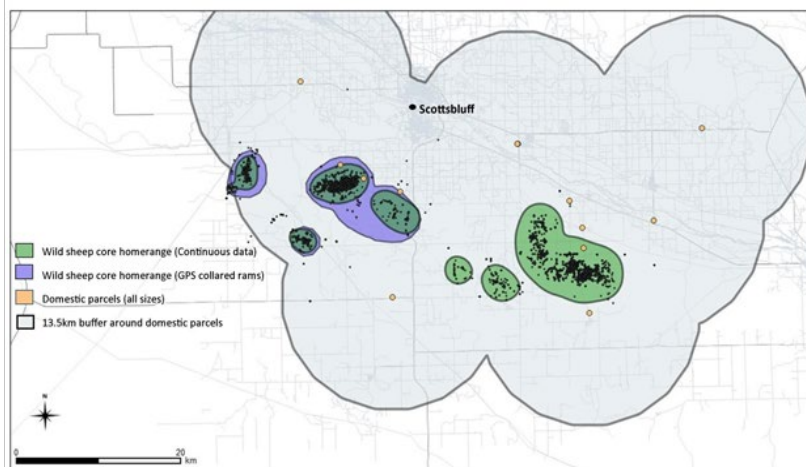 Scottsbluff
Wild sheep core homerange (Continuous data)
Wild sheep core homerange (GPS collared rams)
Domestic parcels (all sizes)
13.5km buffer around domestic parcels
N
0 20
km